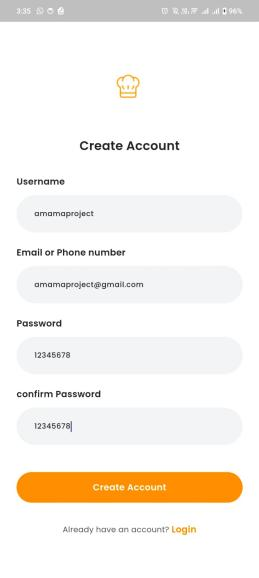 3:35
96%
Create Account
Username
amamaproject
Email or Phone number
amamaproject@gmail.com
Password
12345678
confirm Password
12345678
Create Account
Already have an account? Login